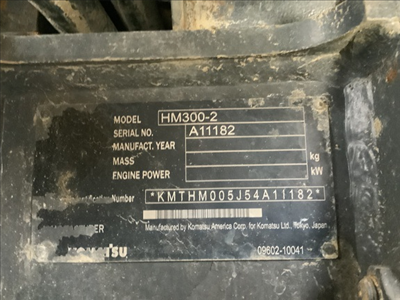 MODEL HM300-2
SERIAL NO. A11182
MANUFACT. YEAR
MASS kg
ENGINE POWER kW
Number *KMTHM005J54A11182*
Manufactured by Komatsu America Corp. for Komatsu Ltd., Tokyo, Japan
KOMATSU
09602-10041